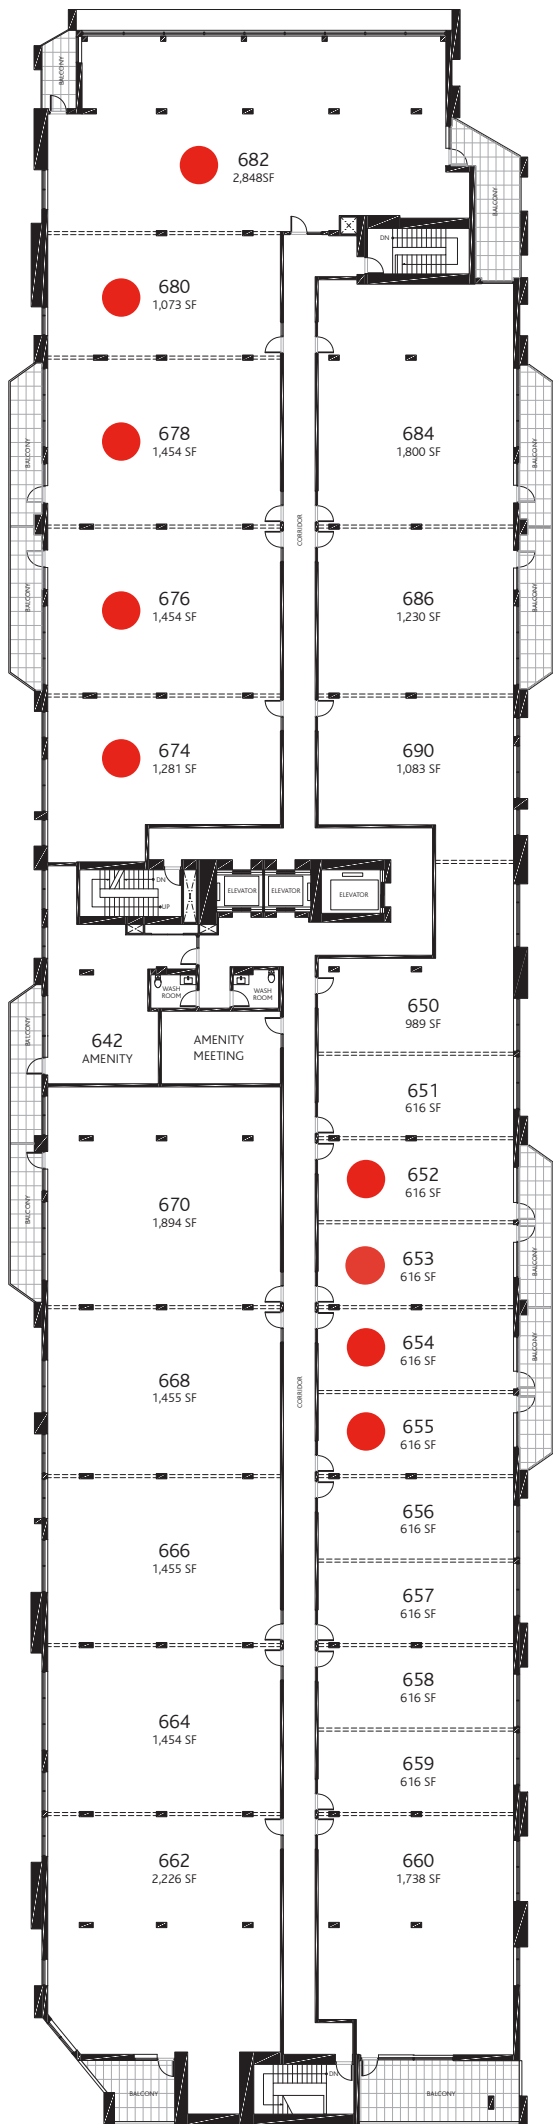 BALCONY
682
2,848SF
BALCONY
DN
680
1,073 SF
678
1,454 SF
684
1,800 SF
BALCONY
BALCONY
CORRIDOR
676
1,454 SF
686
1,230 SF
BALCONY
BALCONY
674
1,281 SF
690
1,083 SF
DN
UP
ELEVATOR
ELEVATOR
ELEVATOR
WASH
ROOM
WASH
ROOM
650
989 SF
BALCONY
642
AMENITY
AMENITY
MEETING
651
616 SF
652
616 SF
670
1,894 SF
BALCONY
653
616 SF
BALCONY
654
616 SF
BALCONY
668
1,455 SF
CORRIDOR
655
616 SF
656
616 SF
666
1,455 SF
657
616 SF
658
616 SF
664
1,454 SF
659
616 SF
662
2,226 SF
660
1,738 SF
DN
BALCONY
BALCONY